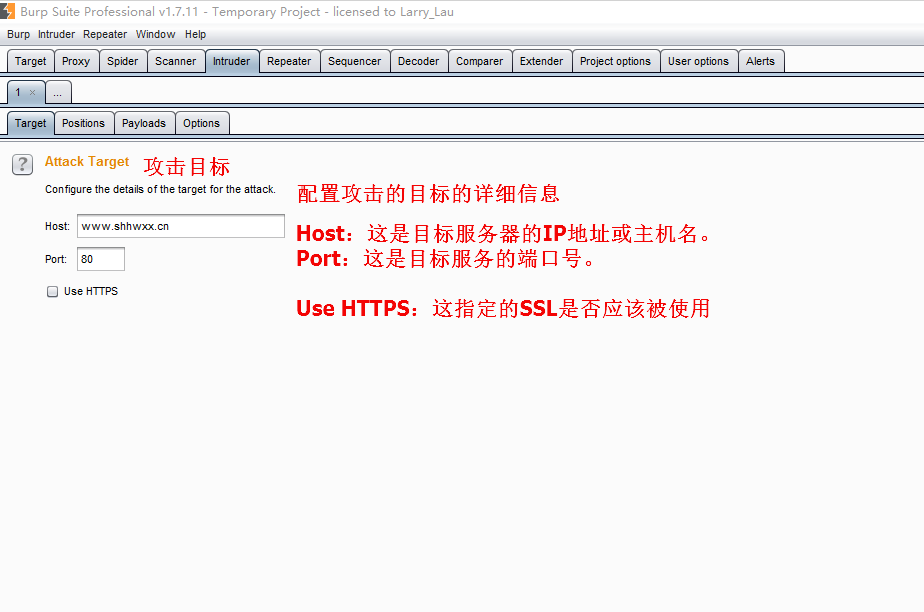 Burp Suite Professional v1.7.11 - Temporary Project - licensed to Larry_Lau
Burp Intruder Repeater Window Help
Target Proxy Spider Scanner Intruder Repeater Sequencer Decoder Comparer Extender Project options User options Alerts
1 × ...
Target Positions Payloads Options
? Attack Target 攻击目标
Configure the details of the target for the attack. 配置攻击的目标的详细信息
Host: www.shhwxx.cn Host：这是目标服务器的IP地址或主机名。
Port: 80 Port：这是目标服务的端口号。
Use HTTPS
Use HTTPS：这指定的SSL是否应该被使用